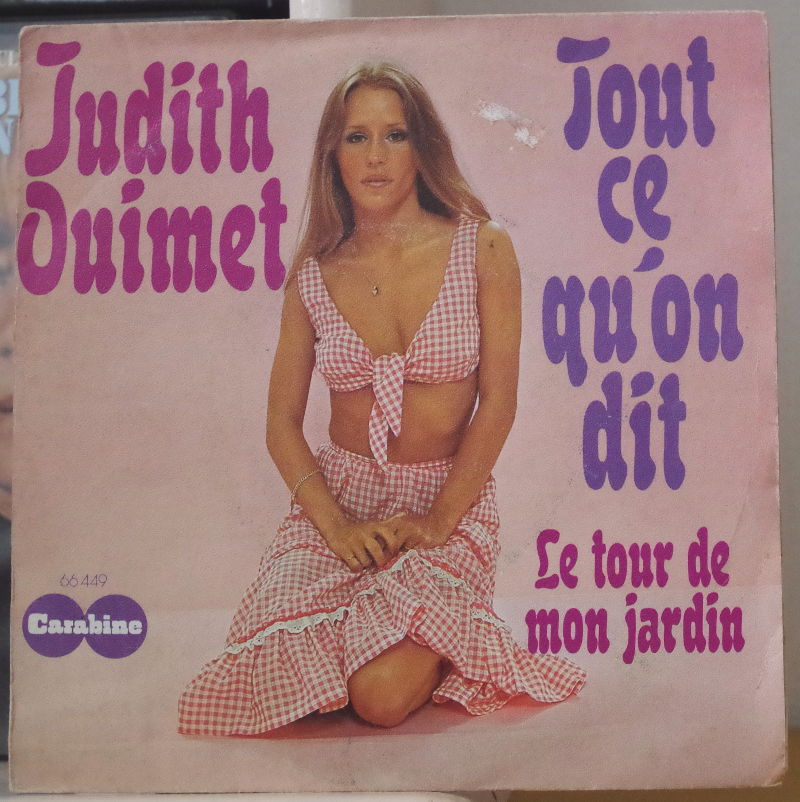 Judith
Ouimet
Tout
ce
qu'on
dit
Le tour de
mon jardin
66.449
Carabine